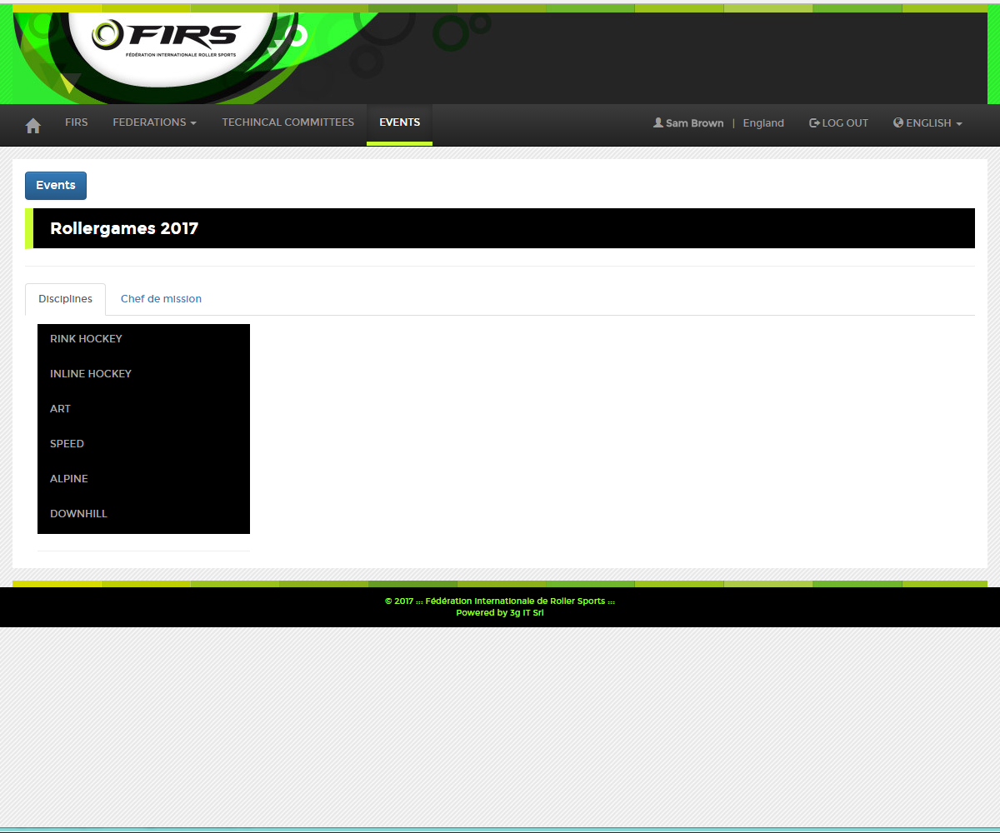 FIRS
FÉDÉRATION INTERNATIONALE ROLLER SPORTS
FIRS FEDERATIONS TECHINCAL COMMITTEES EVENTS Sam Brown | England LOG OUT ENGLISH
Events
Rollergames 2017
Disciplines Chef de mission
RINK HOCKEY
INLINE HOCKEY
ART
SPEED
ALPINE
DOWNHILL
© 2017 ::: Fédération Internationale de Roller Sports :::
Powered by 3g IT Srl